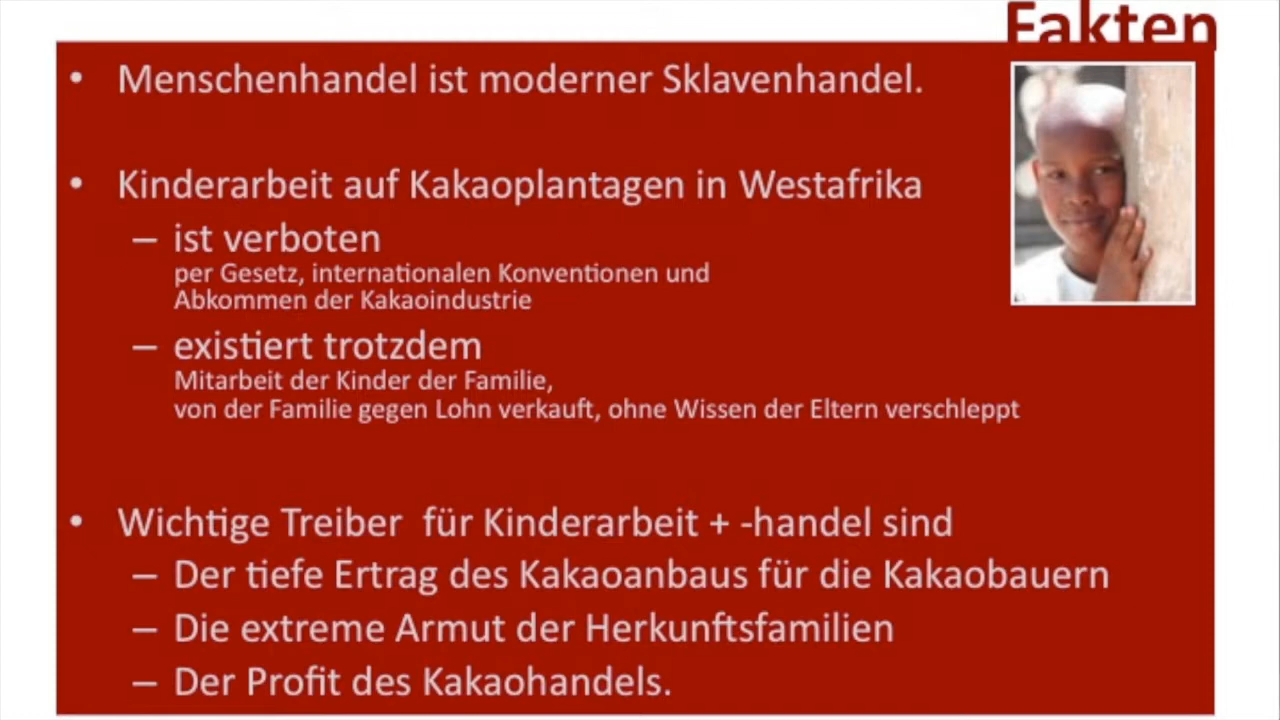 Fakten
• Menschenhandel ist moderner Sklavenhandel.
• Kinderarbeit auf Kakaoplantagen in Westafrika
– ist verboten
per Gesetz, internationalen Konventionen und
Abkommen der Kakaoindustrie
– existiert trotzdem
Mitarbeit der Kinder der Familie,
von der Familie gegen Lohn verkauft, ohne Wissen der Eltern verschleppt
• Wichtige Treiber für Kinderarbeit + -handel sind
– Der tiefe Ertrag des Kakaoanbaus für die Kakaobauern
– Die extreme Armut der Herkunftsfamilien
– Der Profit des Kakaohandels.